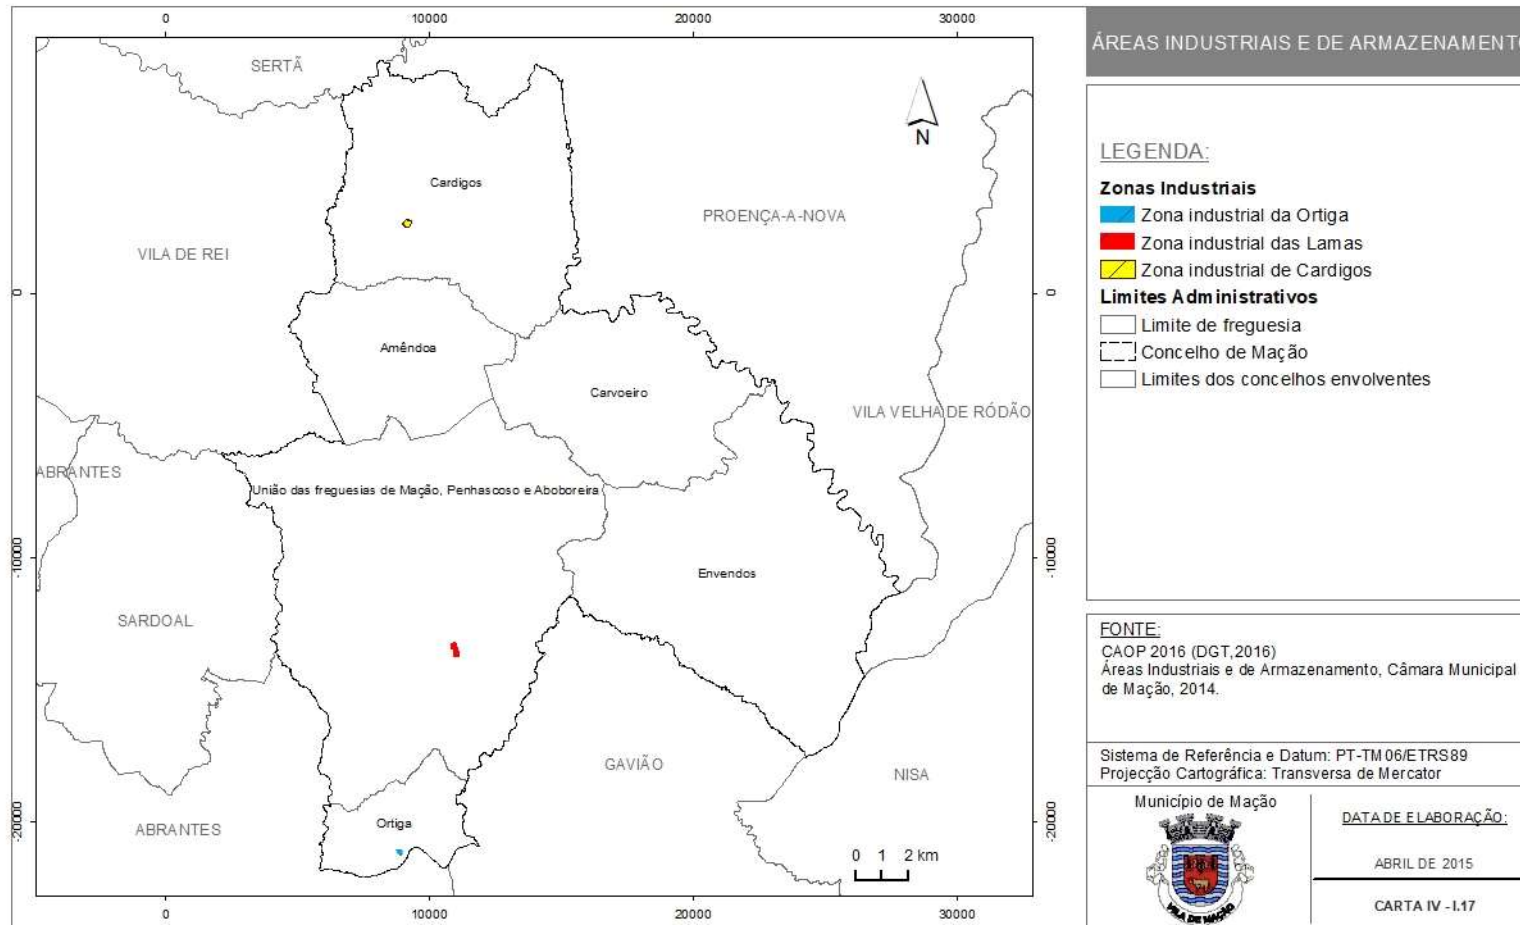 0 10000 20000 30000
ÁREAS INDUSTRIAIS E DE ARMAZENAMENTO
SERTÃ
N
Cardigos
PROENÇA-A-NOVA
VILA DE REI
0 0
Amêndoa
Carvoeiro
VILA VELHA DE RÓDÃO
ABRANTES
União das freguesias de Mação, Penhascoso e Aboboreira
-10000 -10000
Envendos
SARDOAL
GAVIÃO
NISA
-20000 -20000
Ortiga
ABRANTES
0 1 2 km
0 10000 20000 30000
LEGENDA:
Zonas Industriais
Zona industrial da Ortiga
Zona industrial das Lamas
Zona industrial de Cardigos
Limites Administrativos
Limite de freguesia
Concelho de Mação
Limites dos concelhos envolventes
FONTE:
CAOP 2016 (DGT,2016)
Áreas Industriais e de Armazenamento, Câmara Municipal
de Mação, 2014.
Sistema de Referência e Datum: PT-TM06/ETRS89
Projecção Cartográfica: Transversa de Mercator
Município de Mação
VILA DE MAÇÃO
DATA DE ELABORAÇÃO:
ABRIL DE 2015
CARTA IV - I.17